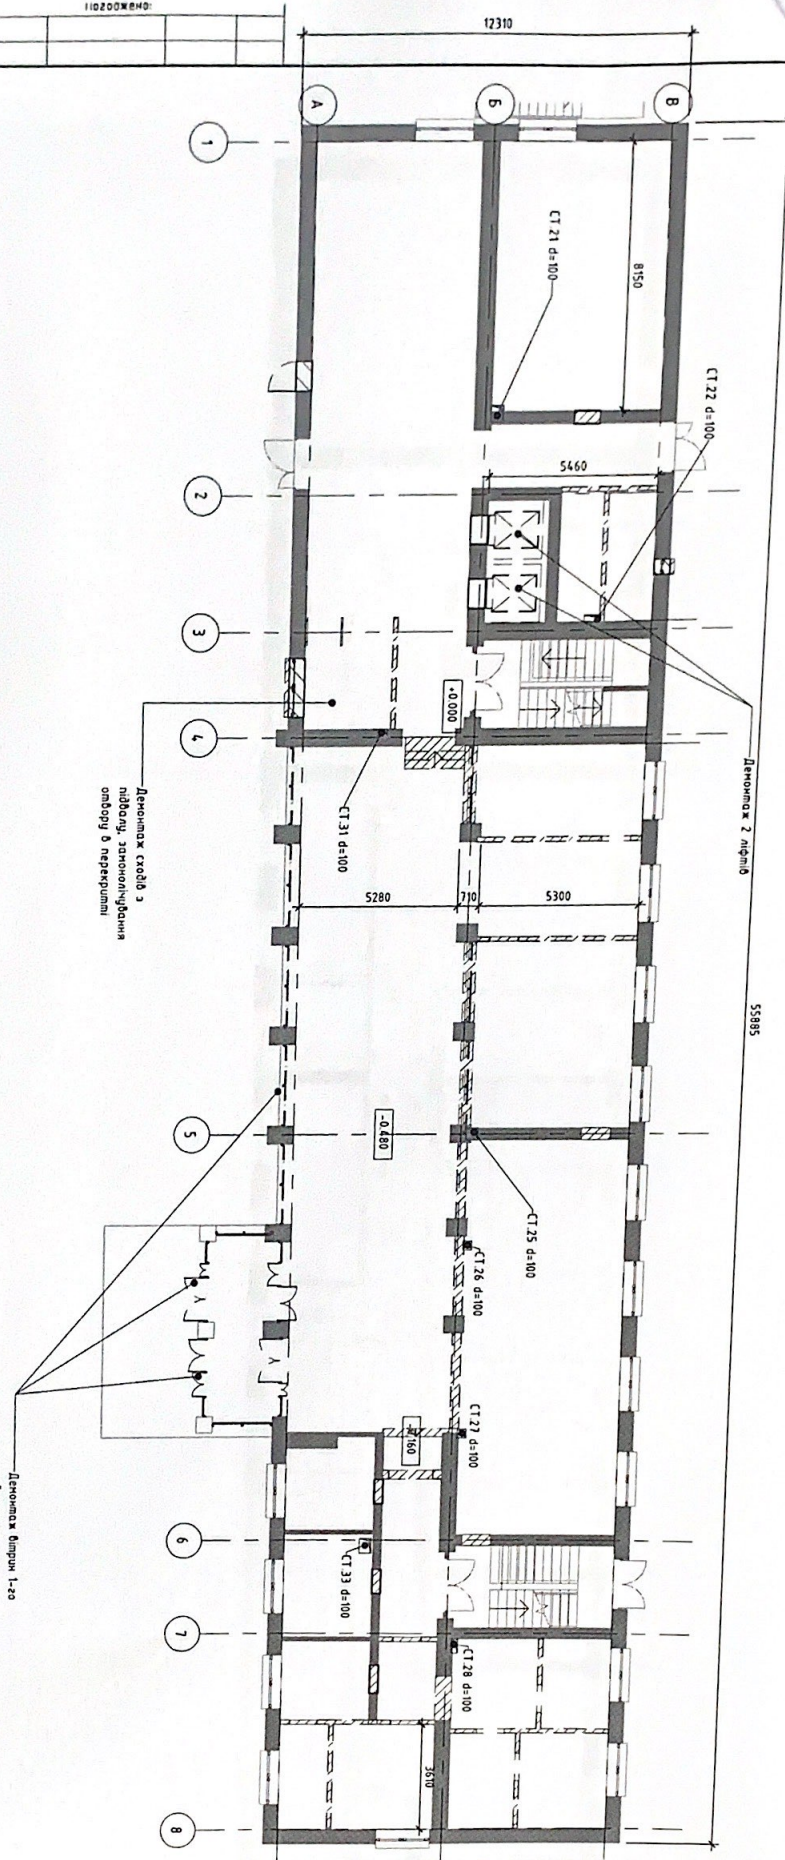 Погоджено:
12310
А
Б
В
1
СТ.21 d=100
8150
СТ.22 d=100
5460
2
3
+0.000
4
Демонтаж 2 ліфтів
Демонтаж сходів з
підвалу, замонолічування
отвору в перекритті
СТ.31 d=100
5280
710
5300
55885
-0.480
5
СТ.25 d=100
СТ.26 d=100
СТ.27 d=100
6
СТ.33 d=100
7
СТ.28 d=100
3610
8
Демонтаж вітрин 1-го